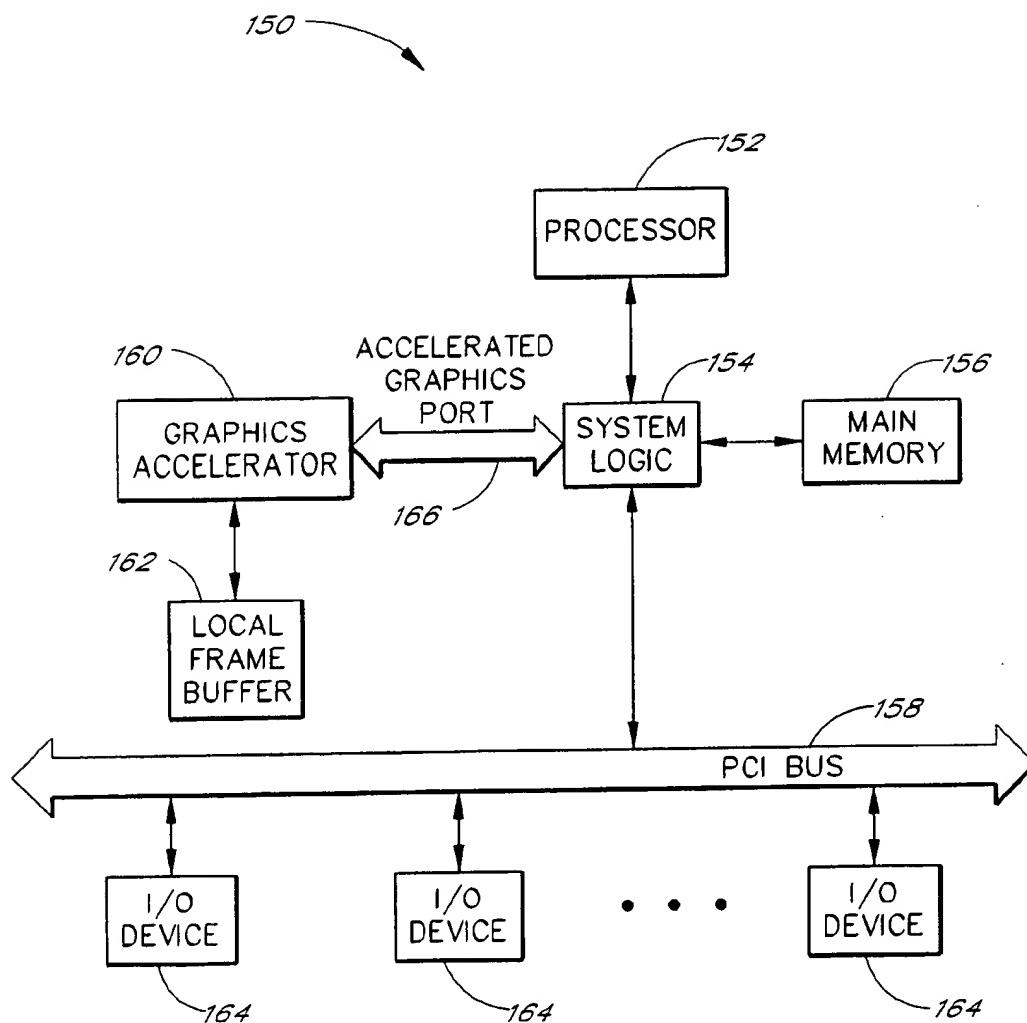 150
152
PROCESSOR
160
ACCELERATED
GRAPHICS
PORT
154
156
GRAPHICS
ACCELERATOR
SYSTEM
LOGIC
MAIN
MEMORY
166
162
LOCAL
FRAME
BUFFER
158
PCI BUS
I/O
DEVICE
I/O
DEVICE
I/O
DEVICE
164
164
164